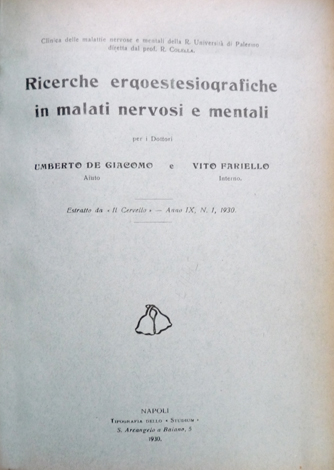 Clinica delle malattie nervose e mentali della R. Università di Palermo
diretta dal prof. R. Colella.
Ricerche ergoestesiografiche
in malati nervosi e mentali
per i Dottori
UMBERTO DE GIACOMO e VITO FARIELLO
Aiuto Interno.
Estratto da « Il Cervello » — Anno IX, N. 1, 1930.
NAPOLI
Tipografia dello « Studium »
S. Arcangelo a Baiano, 5
1930.